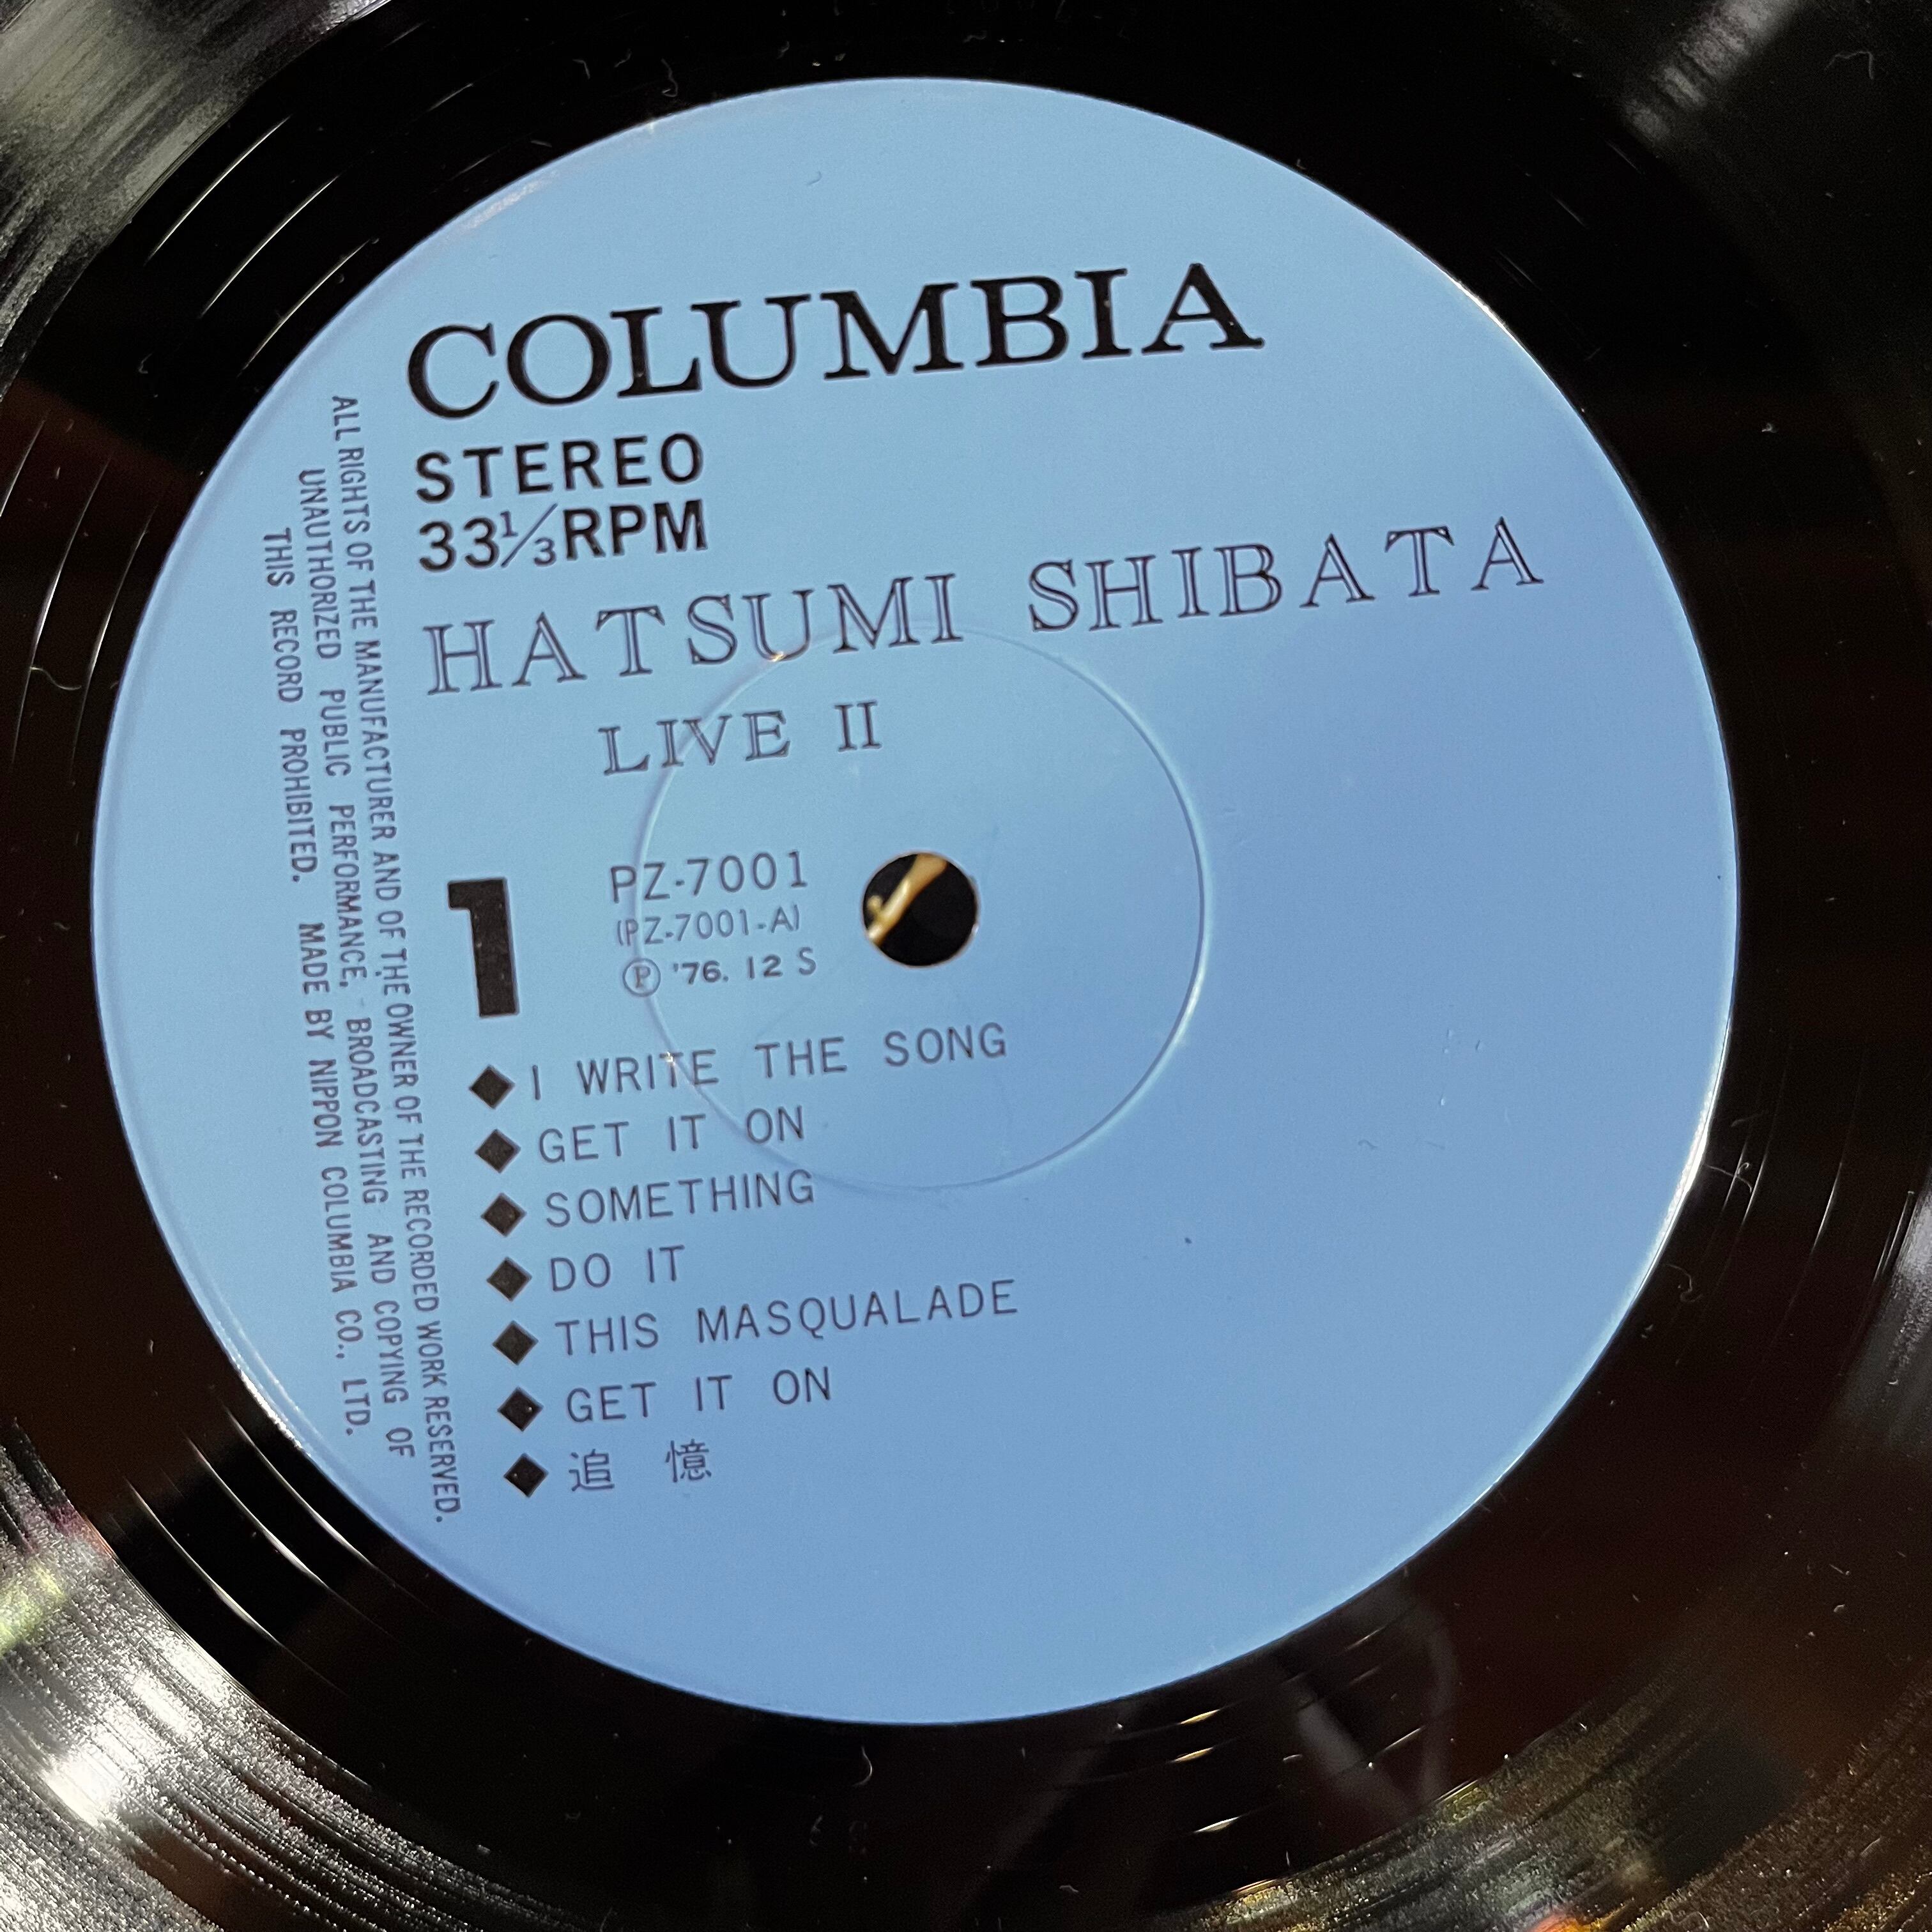 COLUMBIA
STEREO
33⅓RPM
HATSUMI SHIBATA
LIVE II
1
PZ-7001
(PZ-7001-A)
Ⓟ '76. 12 S
◆ I WRITE THE SONG
◆ GET IT ON
◆ SOMETHING
◆ DO IT
◆ THIS MASQUALADE
◆ GET IT ON
◆ 追 憶
ALL RIGHTS OF THE MANUFACTURER AND OF THE OWNER OF THE RECORDED WORK RESERVED.
UNAUTHORIZED PUBLIC PERFORMANCE, BROADCASTING AND COPYING OF
THIS RECORD PROHIBITED. MADE BY NIPPON COLUMBIA CO., LTD.